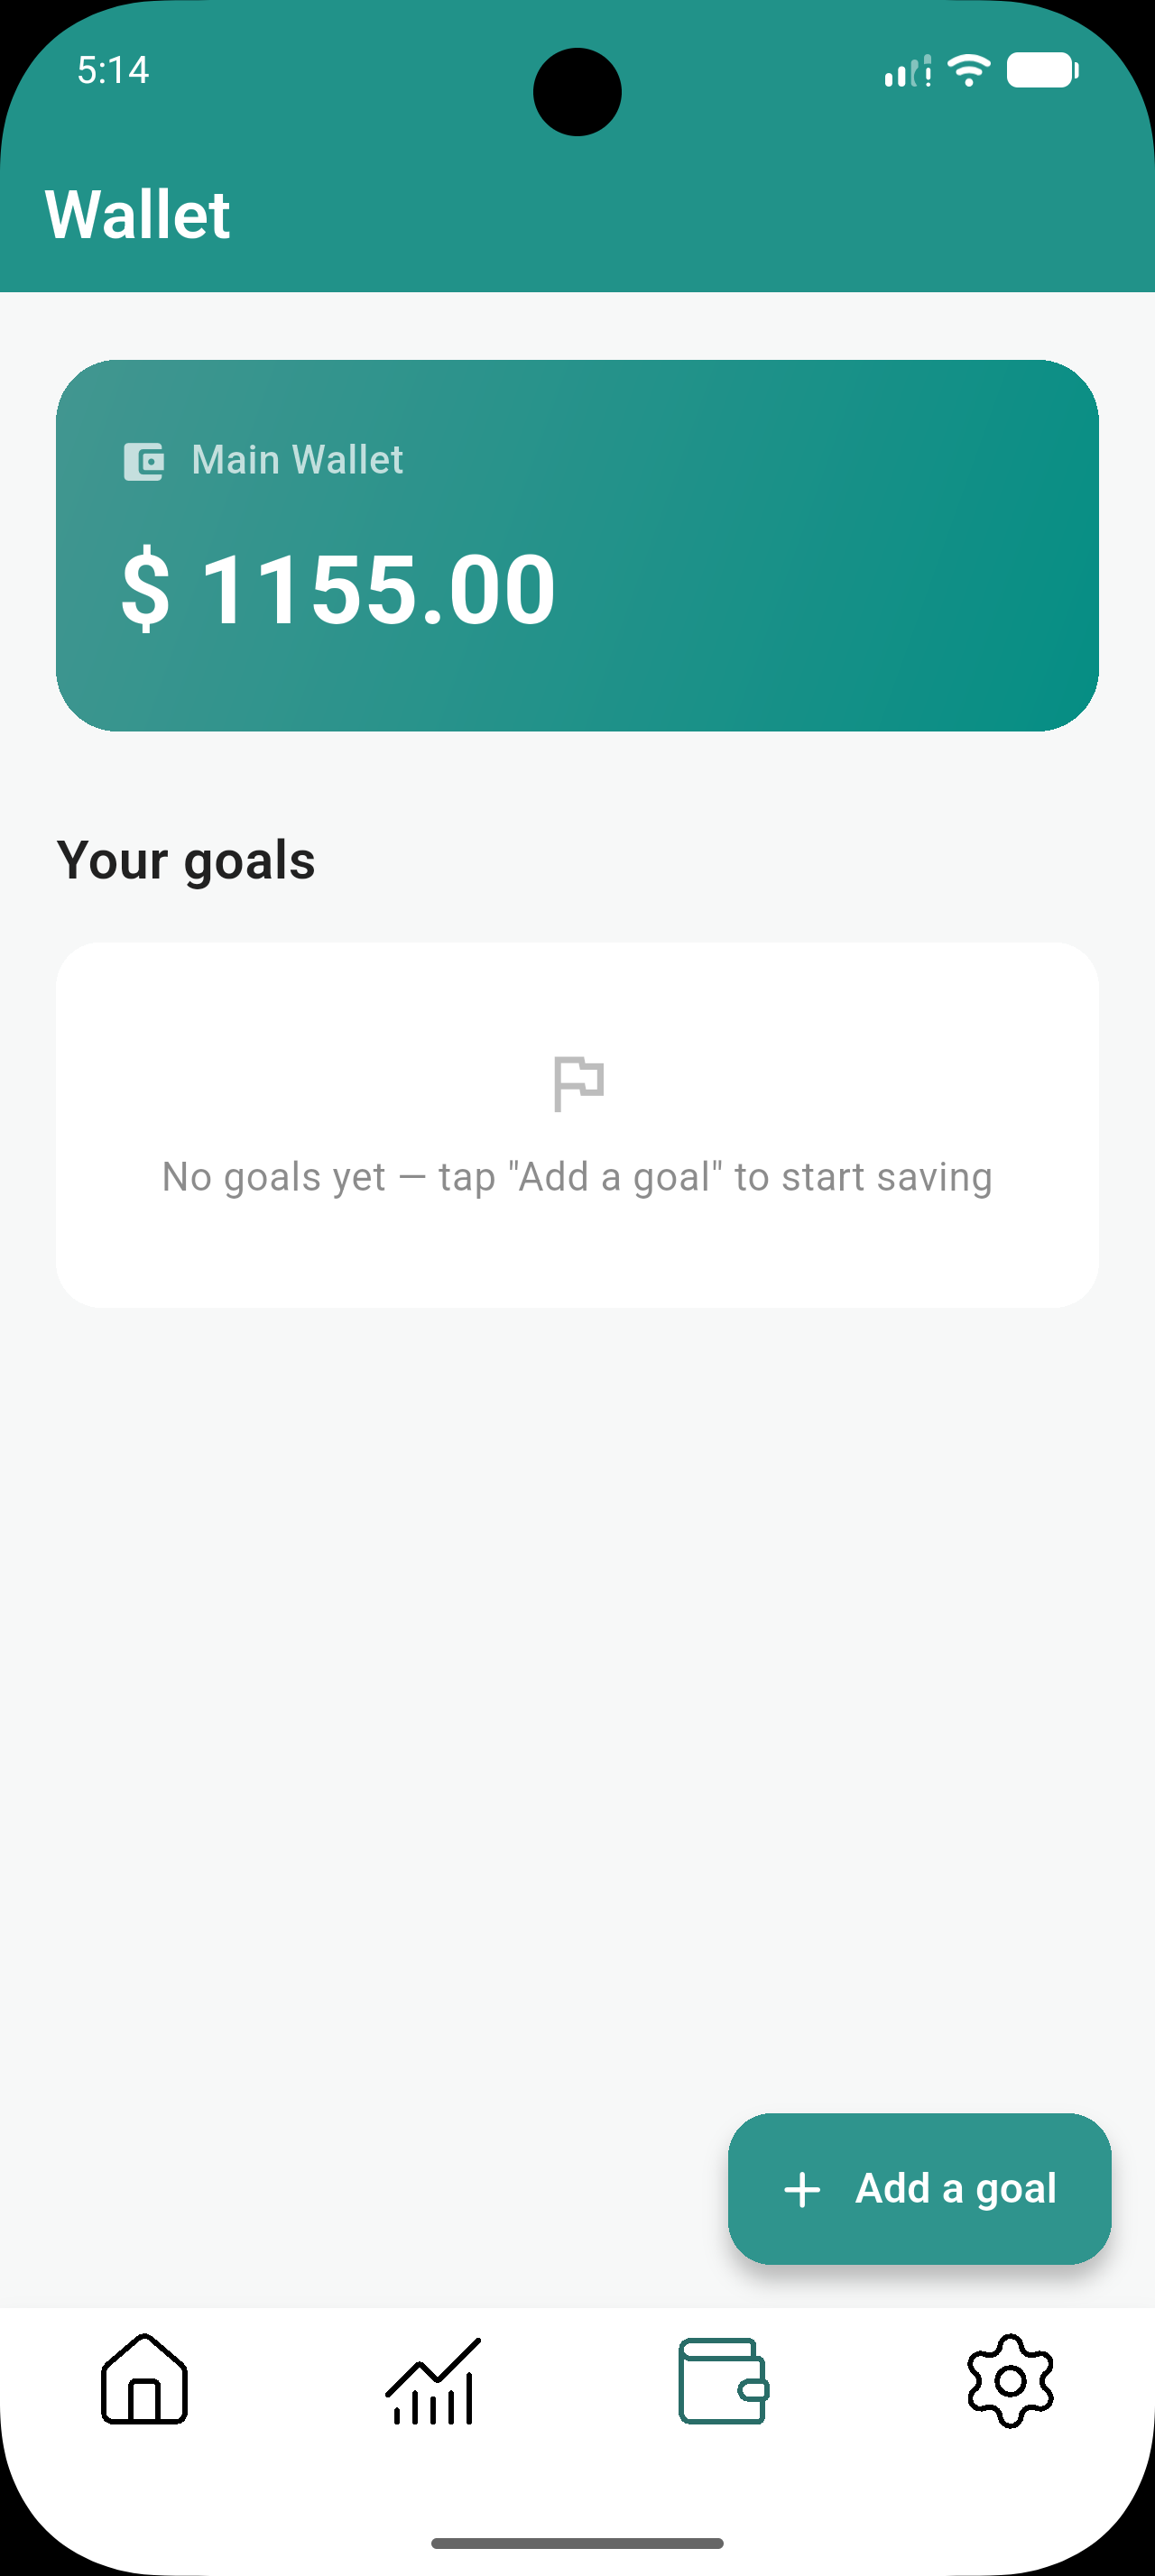 5:14
Wallet
Main Wallet
$ 1155.00
Your goals
No goals yet — tap "Add a goal" to start saving
Add a goal